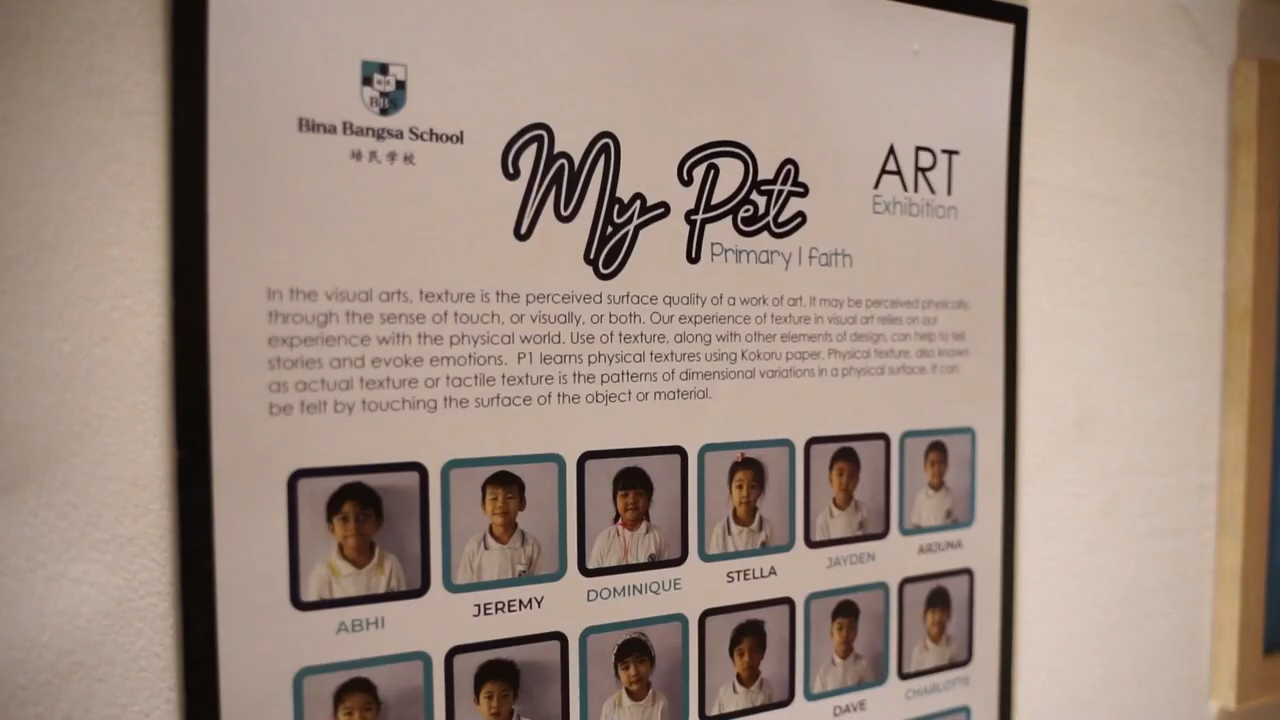 BBS
Bina Bangsa School
培民学校
My Pet
ART
Exhibition
Primary 1 Faith
In the visual arts, texture is the perceived surface quality of a work of art. It may be perceived physically,
through the sense of touch, or visually, or both. Our experience of texture in visual art relies on our
experience with the physical world. Use of texture, along with other elements of design, can help to tell
stories and evoke emotions. P1 learns physical textures using Kokoru paper. Physical texture, also known
as actual texture or tactile texture is the patterns of dimensional variations in a physical surface. It can
be felt by touching the surface of the object or material.
ABHI
JEREMY
DOMINIQUE
STELLA
JAYDEN
ARJUNA
DAVE
CHARLOTTE